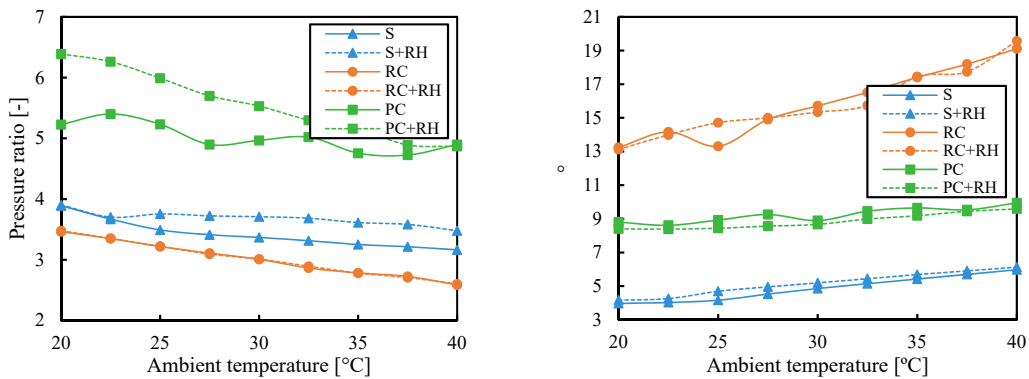 7
6
5
4
3
2
Pressure ratio [-]
S
S+RH
RC
RC+RH
PC
PC+RH
20
25
30
35
40
Ambient temperature [°C]
21
19
17
15
13
11
9
7
5
3
°
S
S+RH
RC
RC+RH
PC
PC+RH
20
25
30
35
40
Ambient temperature [ºC]